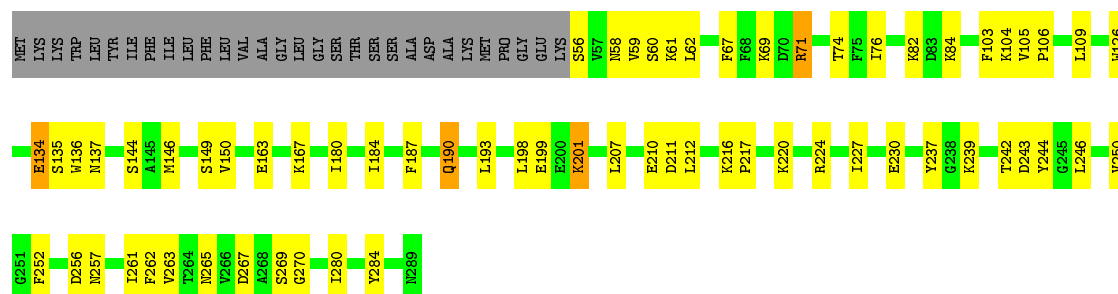 MET LYS LYS TRP LEU TYR ILE PHE ILE LEU PHE LEU VAL ALA GLY LEU GLY SER THR SER SER ALA ASP ALA LYS MET PRO GLY GLU LYS S56 V57 N58 V59 S60 K61 L62 F67 F68 K69 D70 R71 T74 F75 I76 K82 D83 K84 F103 K104 V105 P106 L109 W126
E134 S135 W136 N137 S144 A145 M146 S149 V150 E163 K167 I180 I184 F187 Q190 L193 L198 E199 E200 K201 L207 E210 D211 L212 K216 P217 K220 R224 I227 E230 Y237 G238 K239 T242 D243 Y244 G245 L246 V250
G251 F252 D256 N257 I261 F262 V263 T264 N265 V266 D267 A268 S269 G270 I280 Y284 N289